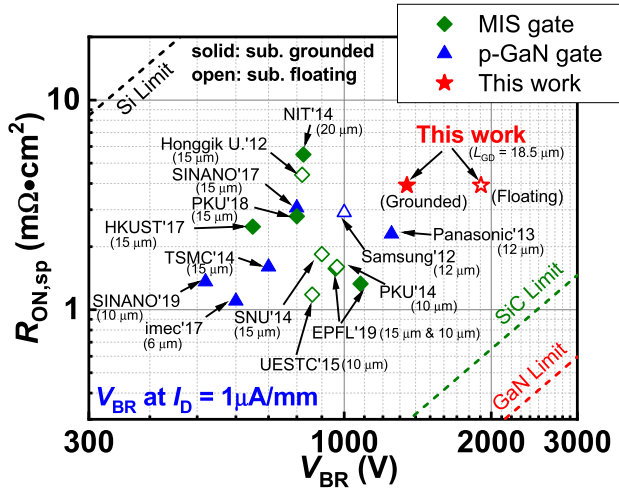 MIS gate
p-GaN gate
This work
solid: sub. grounded
open: sub. floating
Si Limit
10
1
R_ON,sp (mΩ•cm²)
NIT'14
(20 µm)
Honggik U.'12
(15 µm)
SINANO'17
(15 µm)
PKU'18
(15 µm)
HKUST'17
(15 µm)
TSMC'14
(15 µm)
SINANO'19
(10 µm)
imec'17
(6 µm)
SNU'14
(15 µm)
UESTC'15 (10 µm)
EPFL'19 (15 µm & 10 µm)
PKU'14
(10 µm)
Samsung'12
(12 µm)
Panasonic'13
(12 µm)
This work
(L_GD = 18.5 µm)
(Grounded)
(Floating)
SiC Limit
GaN Limit
V_BR at I_D = 1µA/mm
300
1000
2000
3000
V_BR (V)